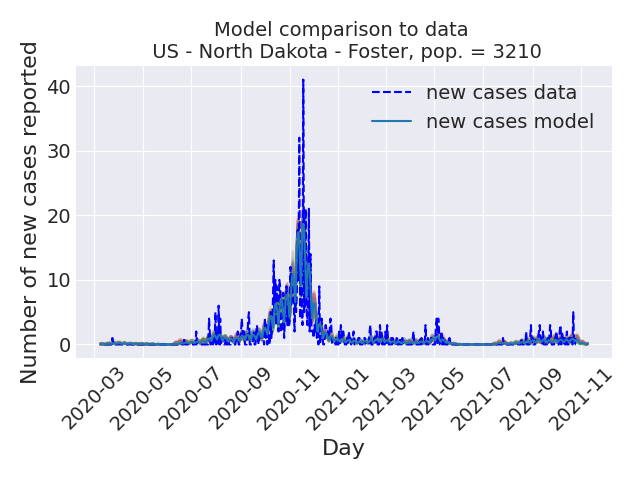 Model comparison to data
US - North Dakota - Foster, pop. = 3210
Number of new cases reported
40
30
20
10
0
new cases data
new cases model
2020-03
2020-05
2020-07
2020-09
2020-11
2021-01
2021-03
2021-05
2021-07
2021-09
2021-11
Day